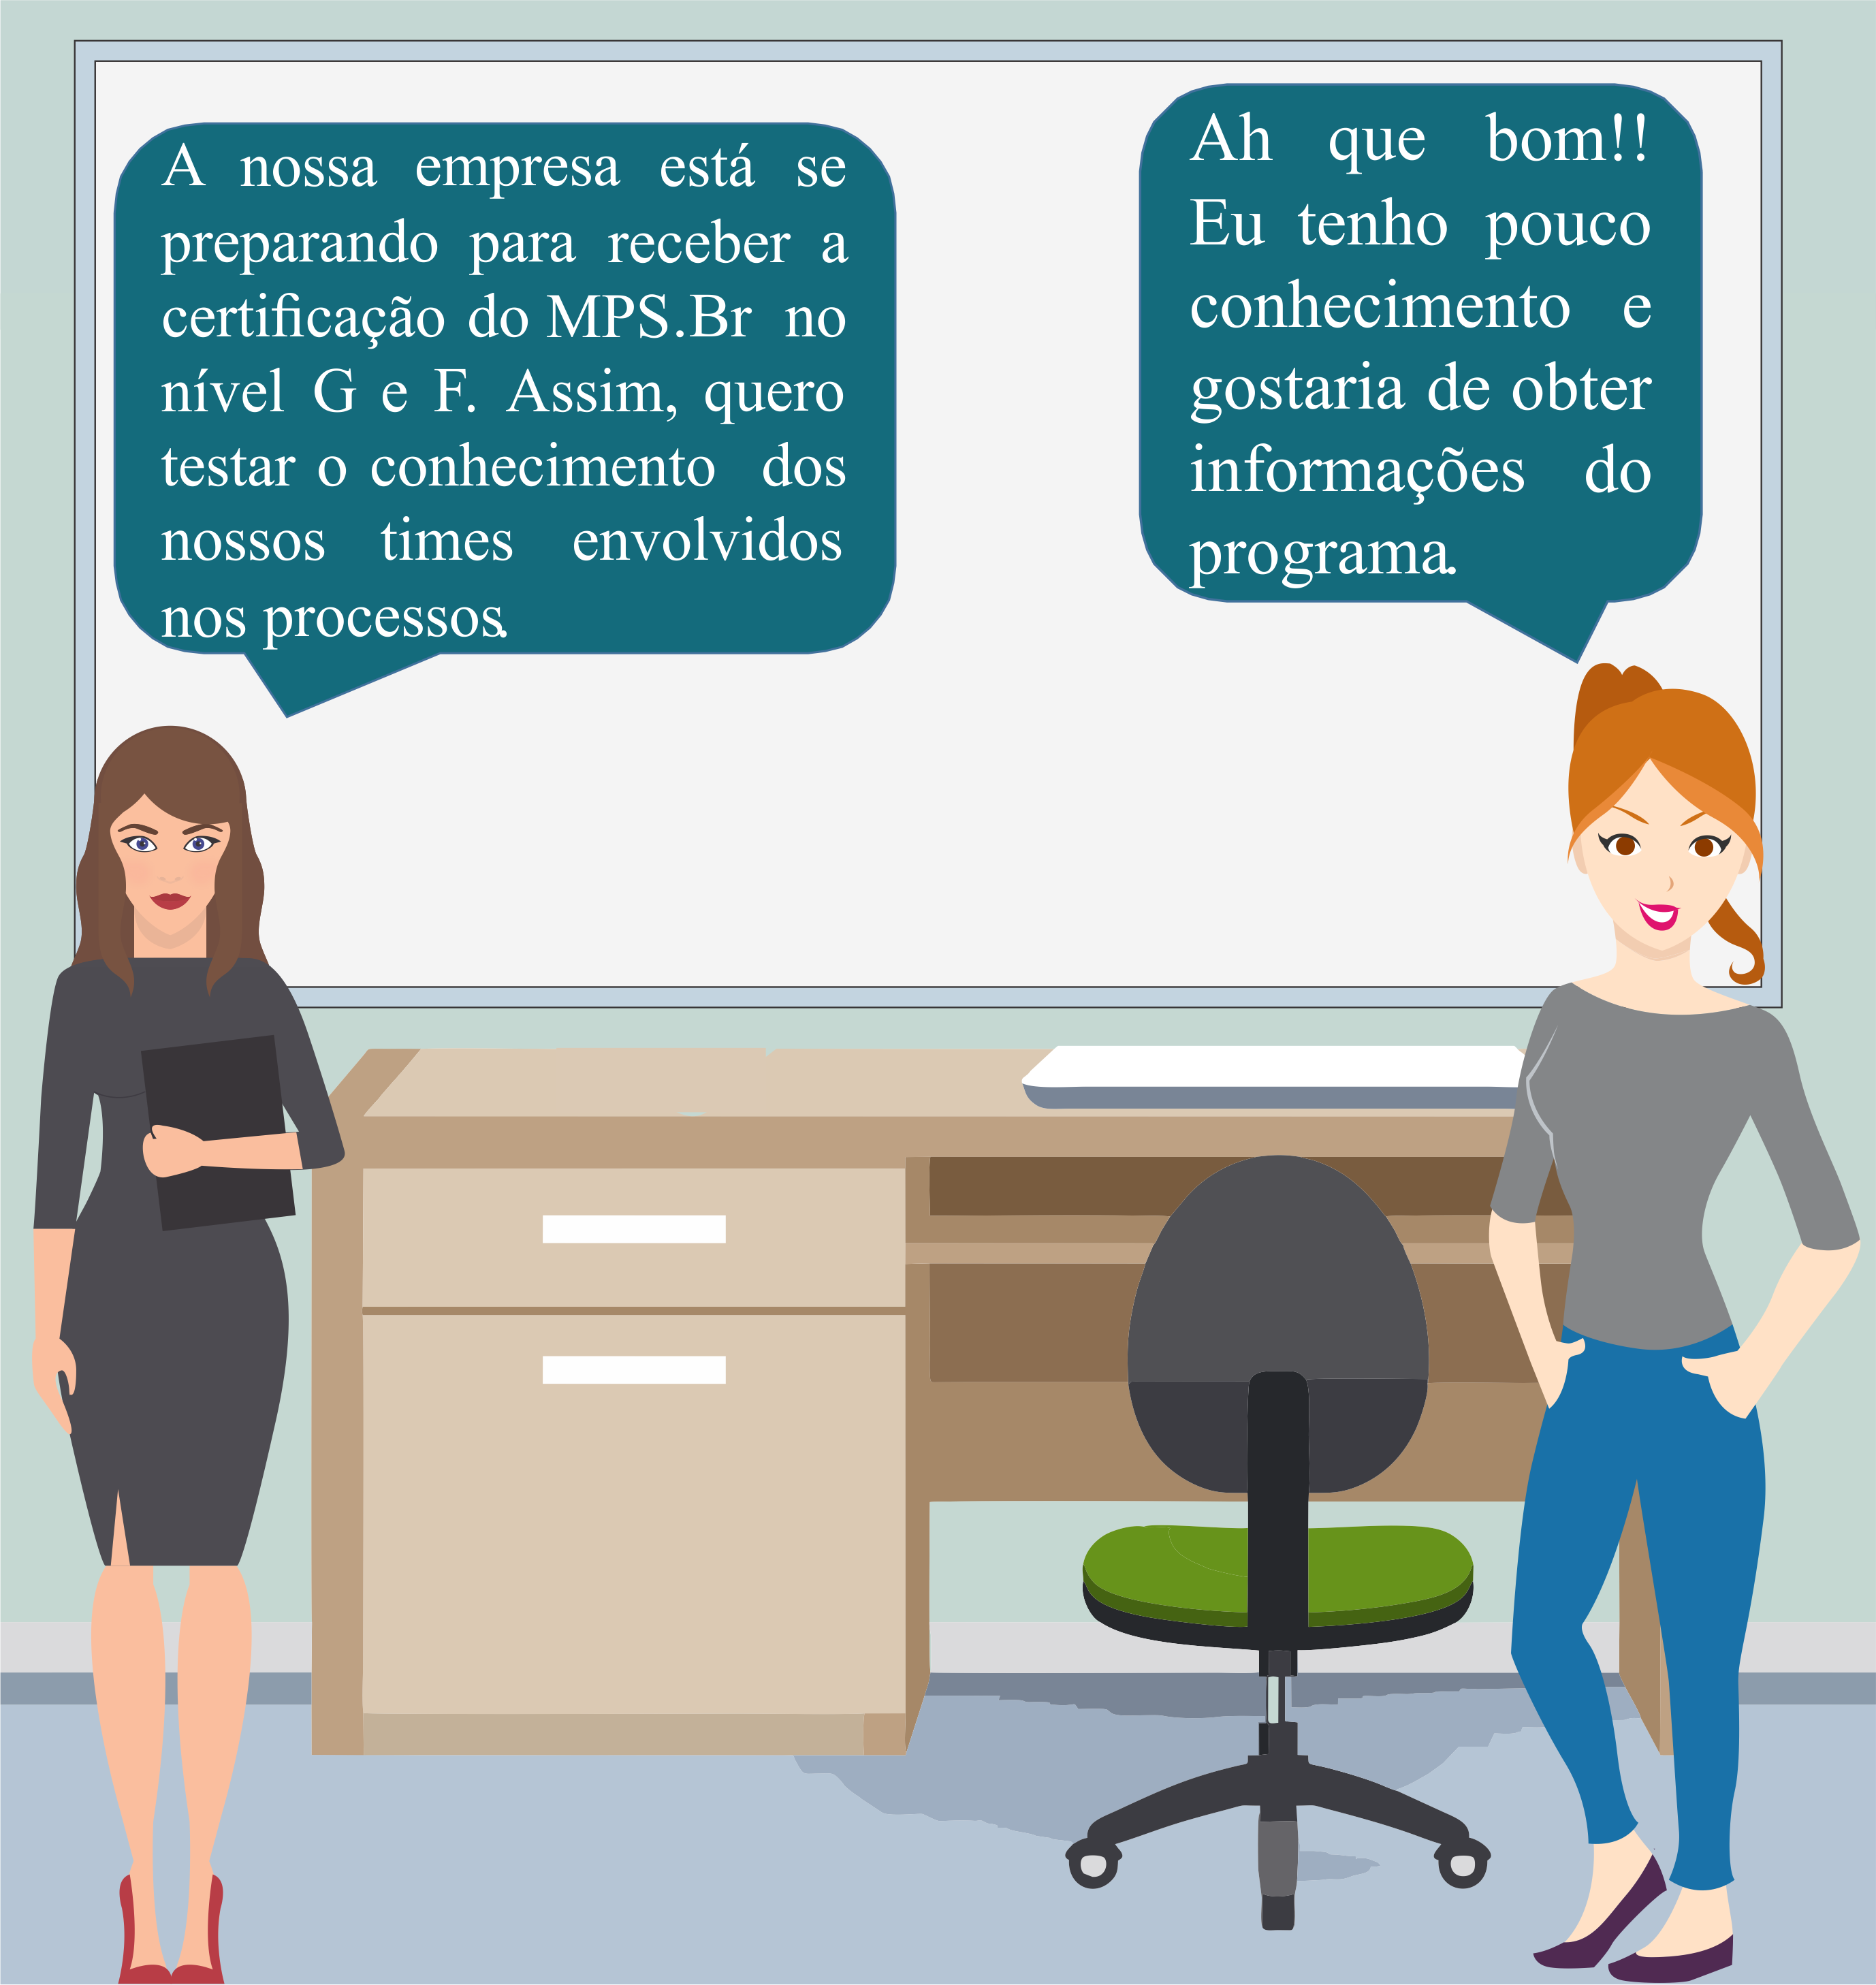 A nossa empresa está se
preparando para receber a
certificação do MPS.Br no
nível G e F. Assim, quero
testar o conhecimento dos
nossos times envolvidos
nos processos.
Ah que bom!!
Eu tenho pouco
conhecimento e
gostaria de obter
informações do
programa.